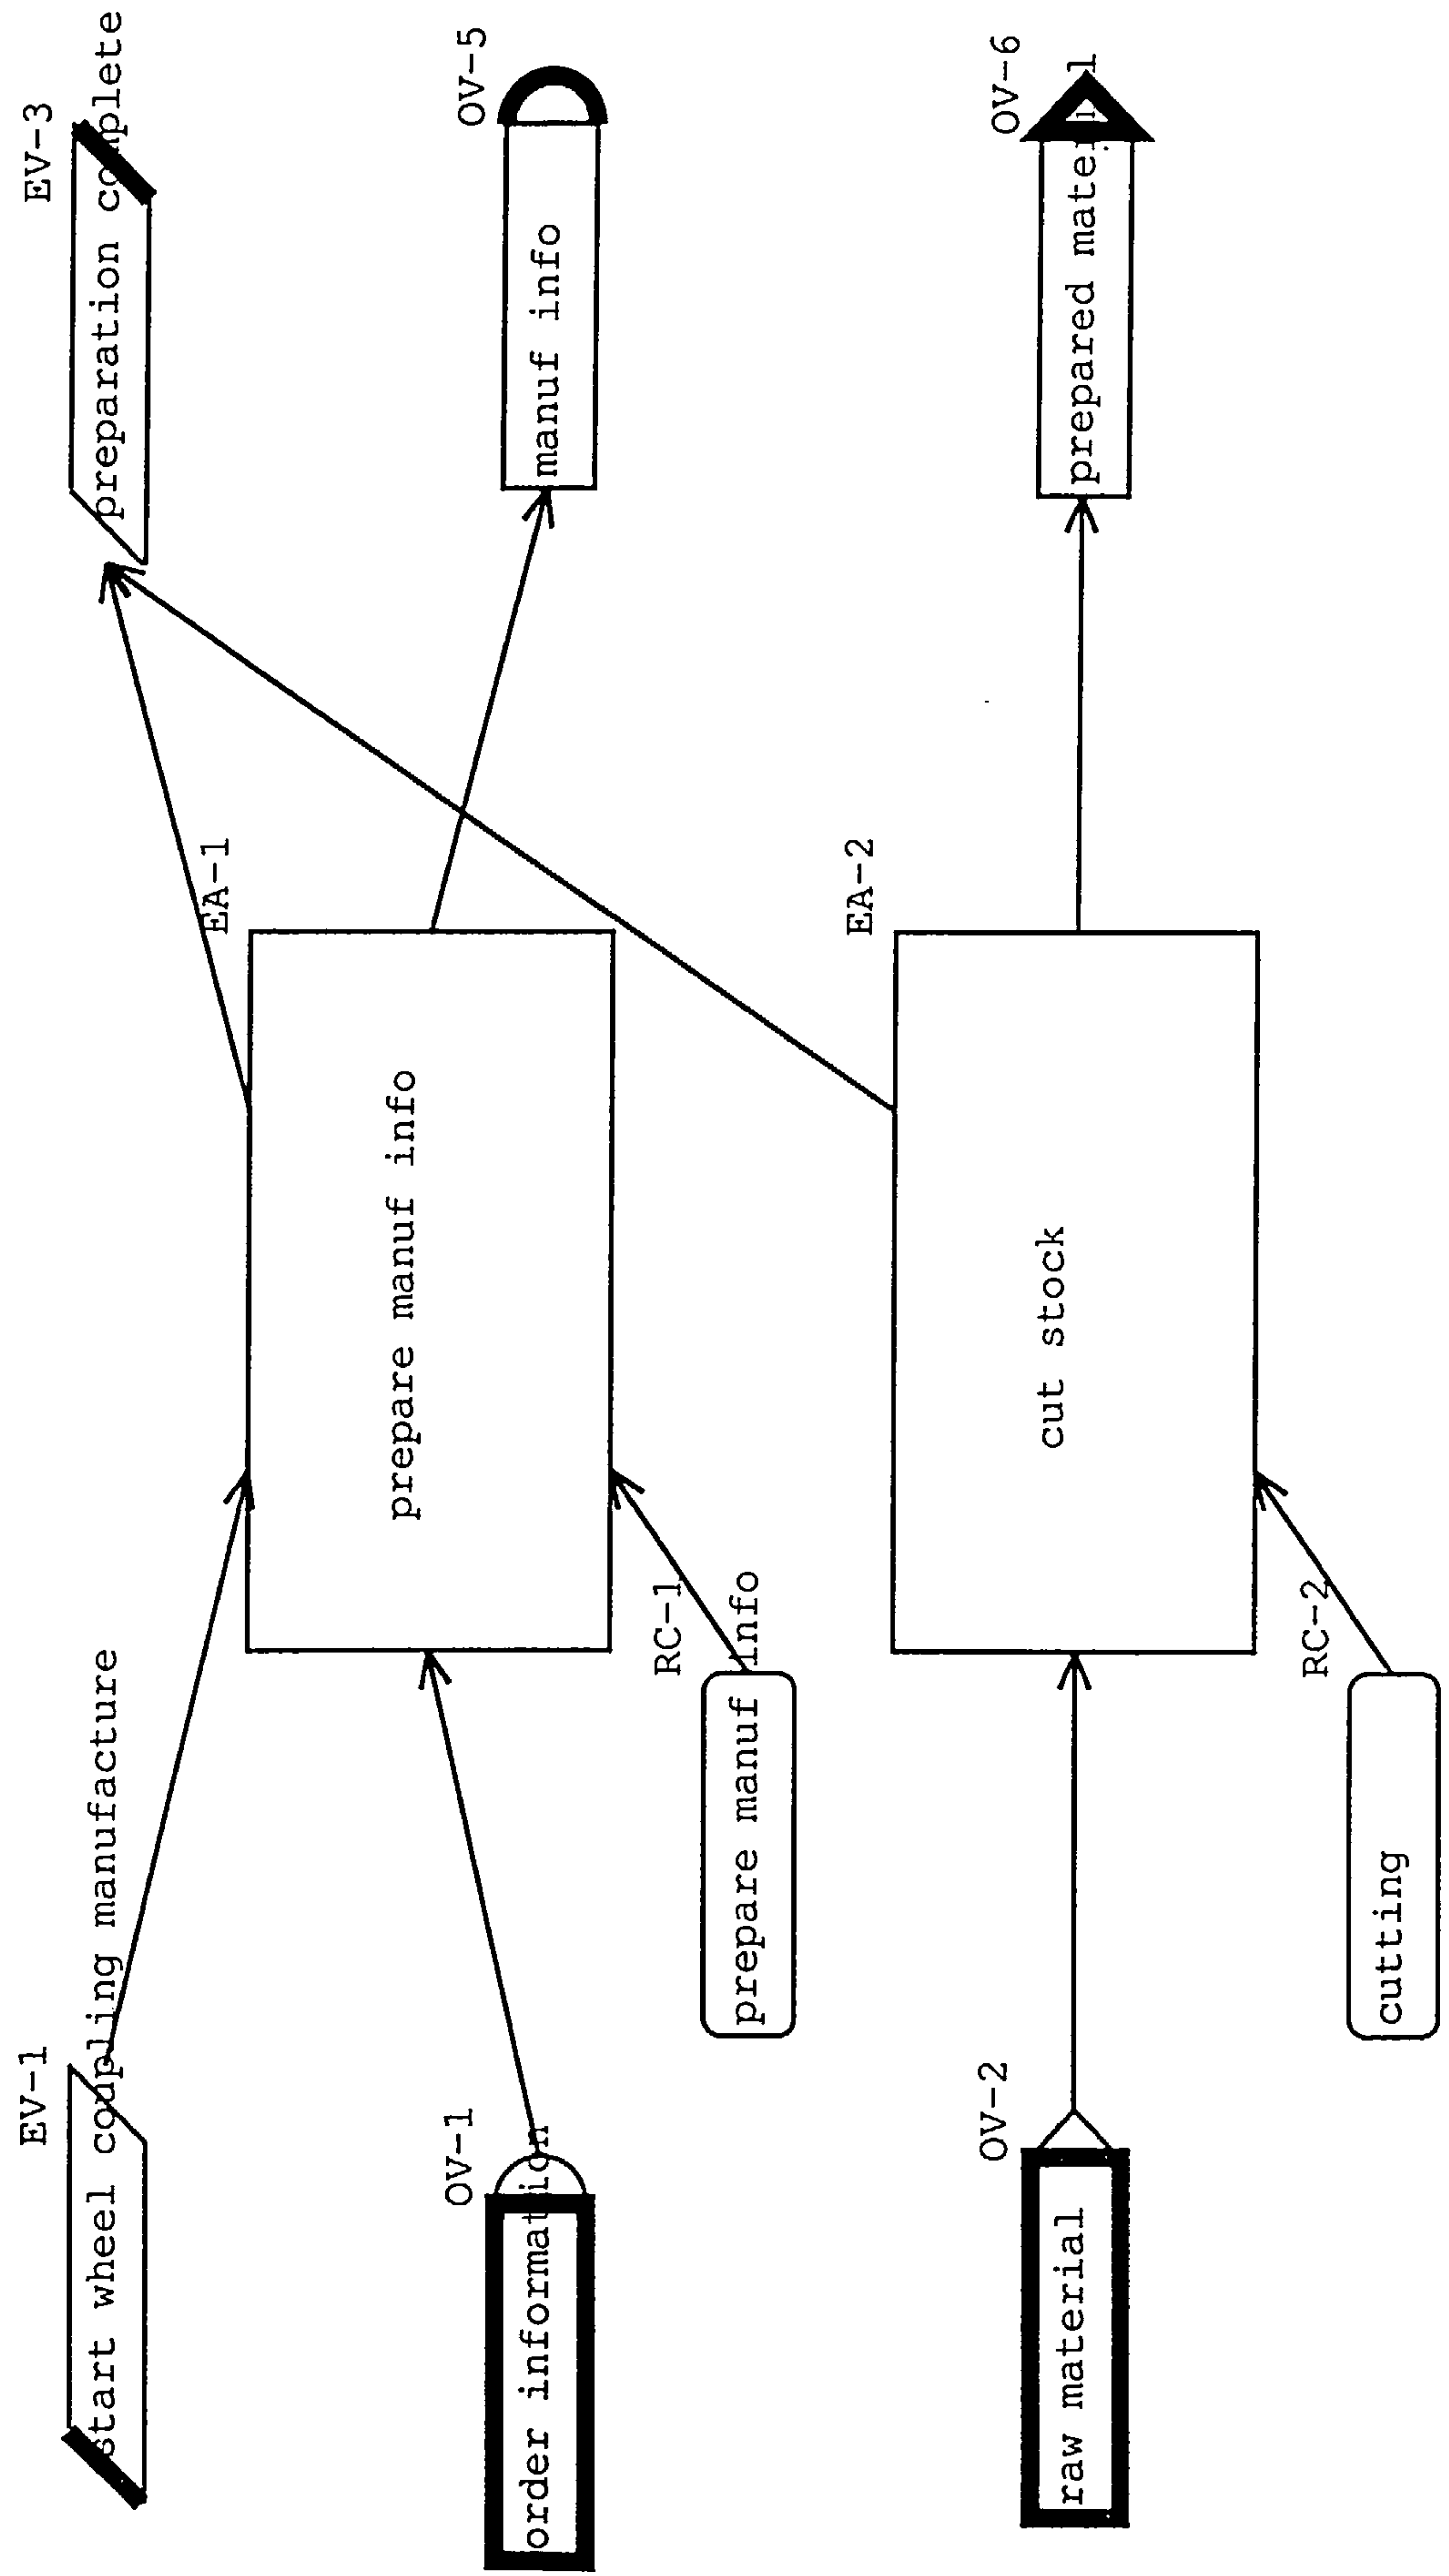 EV-1
start wheel coupling manufacture
EV-3
preparation complete
EA-1
prepare manuf info
OV-1
order information
OV-5
manuf info
RC-1
prepare manuf info
EA-2
cut stock
OV-2
raw material
OV-6
prepared material
RC-2
cutting